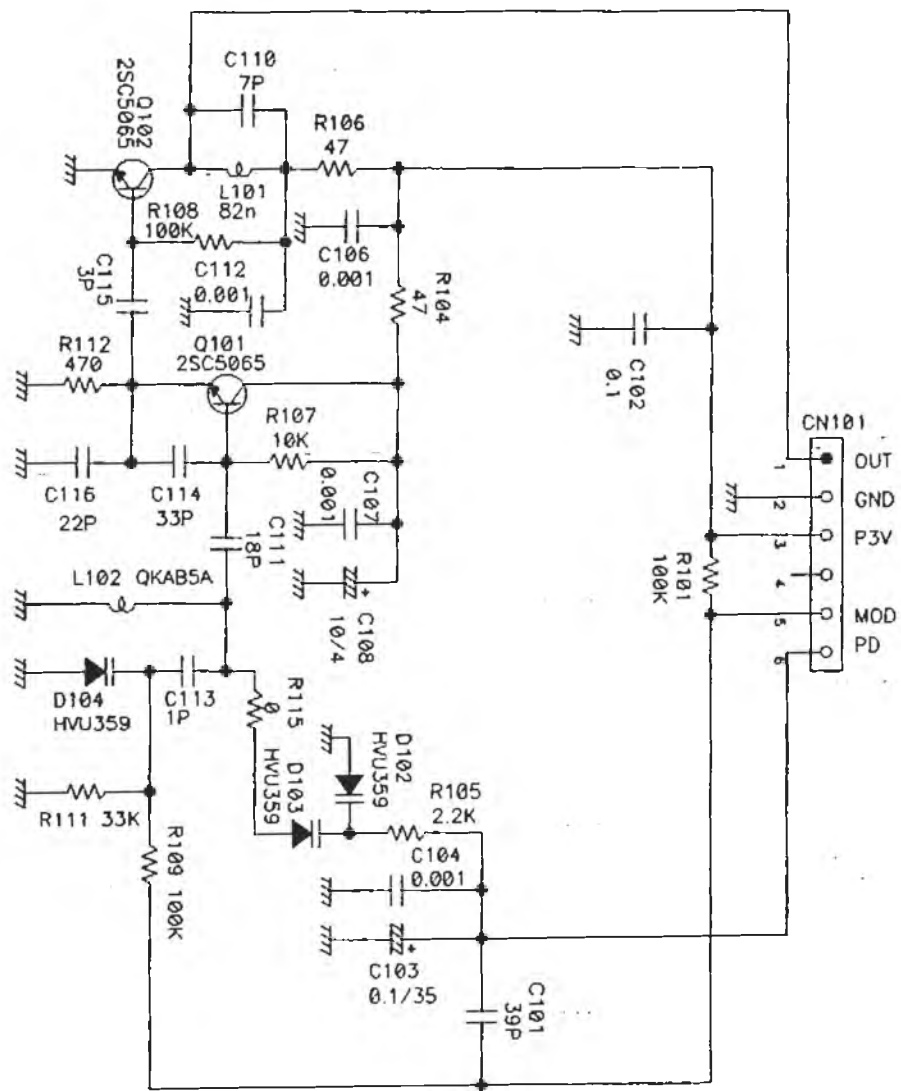 C110
7P
Q102
2SC5065
R106
47
L101
82n
R108
100K
C106
0.001
C112
0.001
C115
3P
R104
47
Q101
2SC5065
R112
470
C102
0.1
R107
10K
CN101
1
OUT
2
GND
3
P3V
4
5
MOD
6
PD
C116
22P
C114
33P
C107
0.001
C111
18P
+
C108
10/4
R101
100K
L102 QKAB5A
D104
HVU359
C113
1P
R115
0
D103
HVU359
D102
HVU359
R105
2.2K
R111 33K
R109 100K
C104
0.001
+
C103
0.1/35
C101
39P